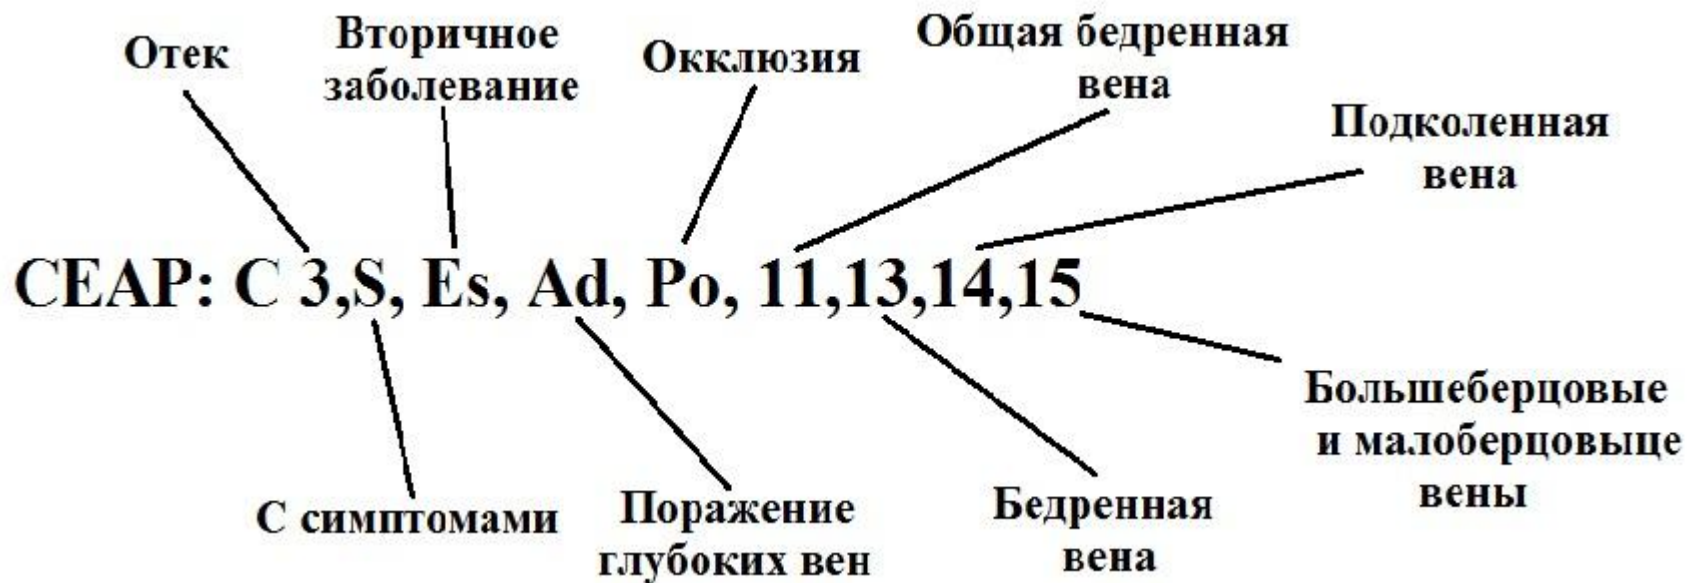 Отек
Вторичное
заболевание
Окклюзия
Общая бедренная
вена
Подколенная
вена
CEAP: C 3,S, Es, Ad, Po, 11,13,14,15
С симптомами
Поражение
глубоких вен
Бедренная
вена
Большеберцовые
и малоберцовыце
вены